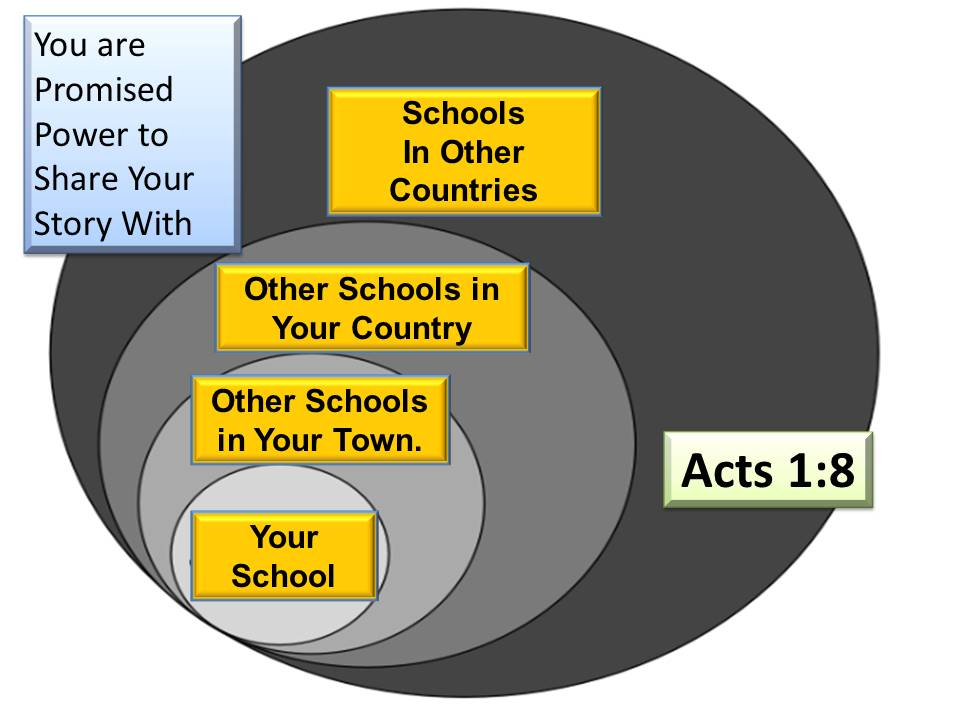 You are
Promised
Power to
Share Your
Story With
Schools
In Other
Countries
Other Schools in
Your Country
Other Schools
in Your Town.
Your
School
Acts 1:8